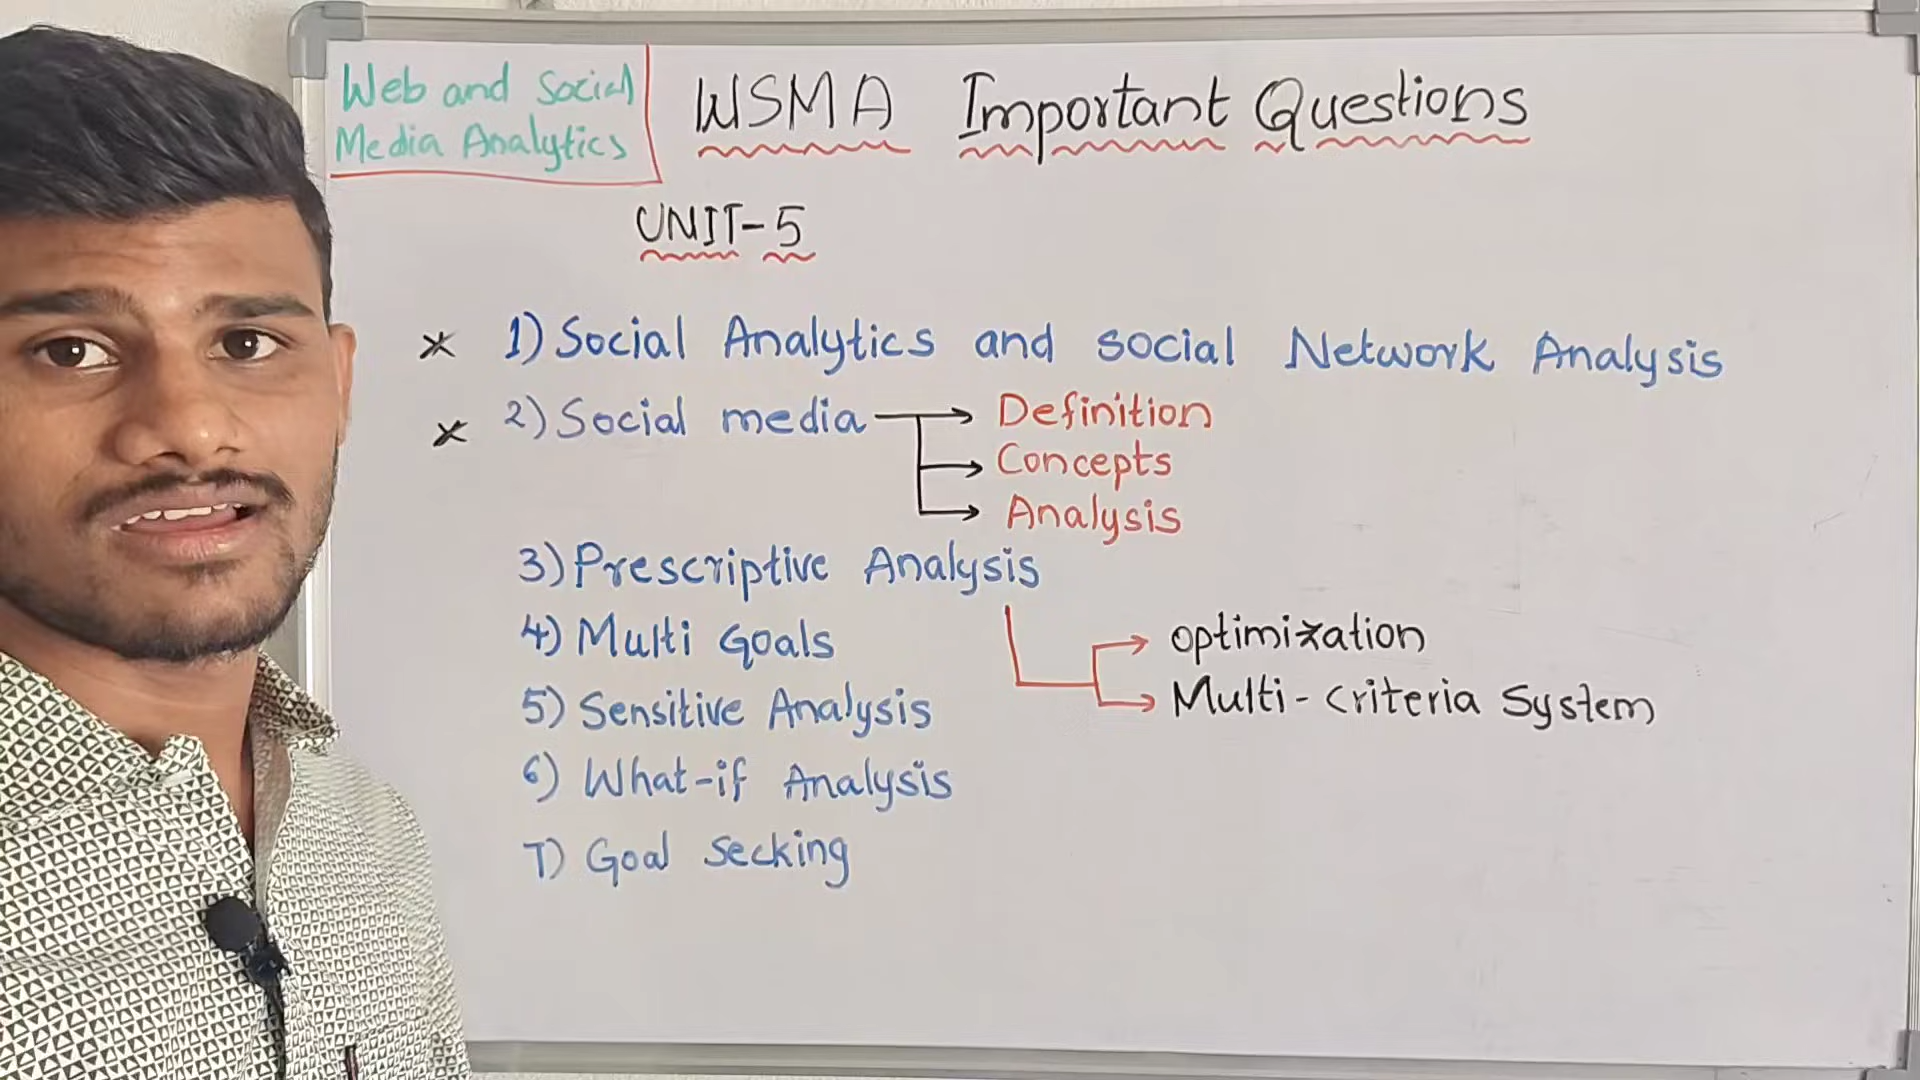 Web and Social
Media Analytics
WSMA Important Questions
UNIT-5
* 1) Social Analytics and social Network Analysis
* 2) Social media → Definition
→ Concepts
→ Analysis
3) Prescriptive Analysis
4) Multi Goals
→ optimization
5) Sensitive Analysis
→ Multi-criteria System
6) What-if Analysis
7) Goal seeking